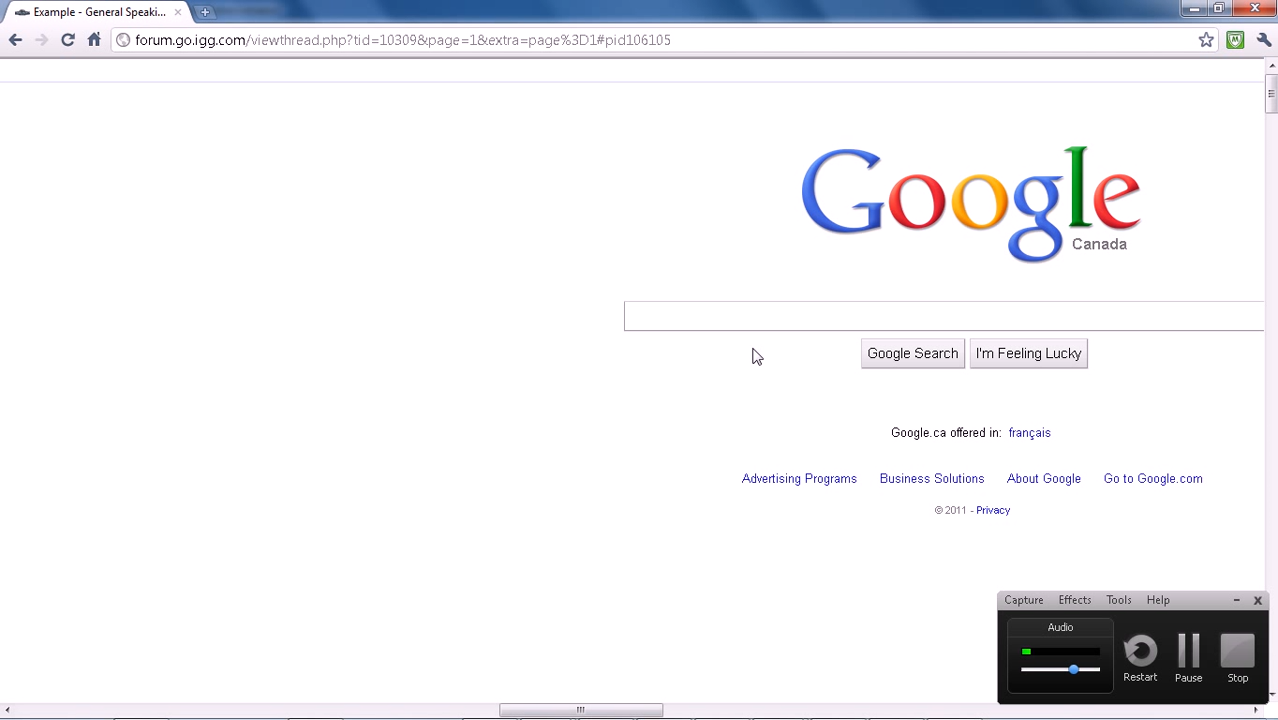 Example - General Speaki...
forum.go.igg.com/viewthread.php?tid=10309&page=1&extra=page%3D1#pid106105
Google
Canada
Google Search I'm Feeling Lucky
Google.ca offered in: français
Advertising Programs Business Solutions About Google Go to Google.com
© 2011 - Privacy
Capture Effects Tools Help
Audio
Restart Pause Stop